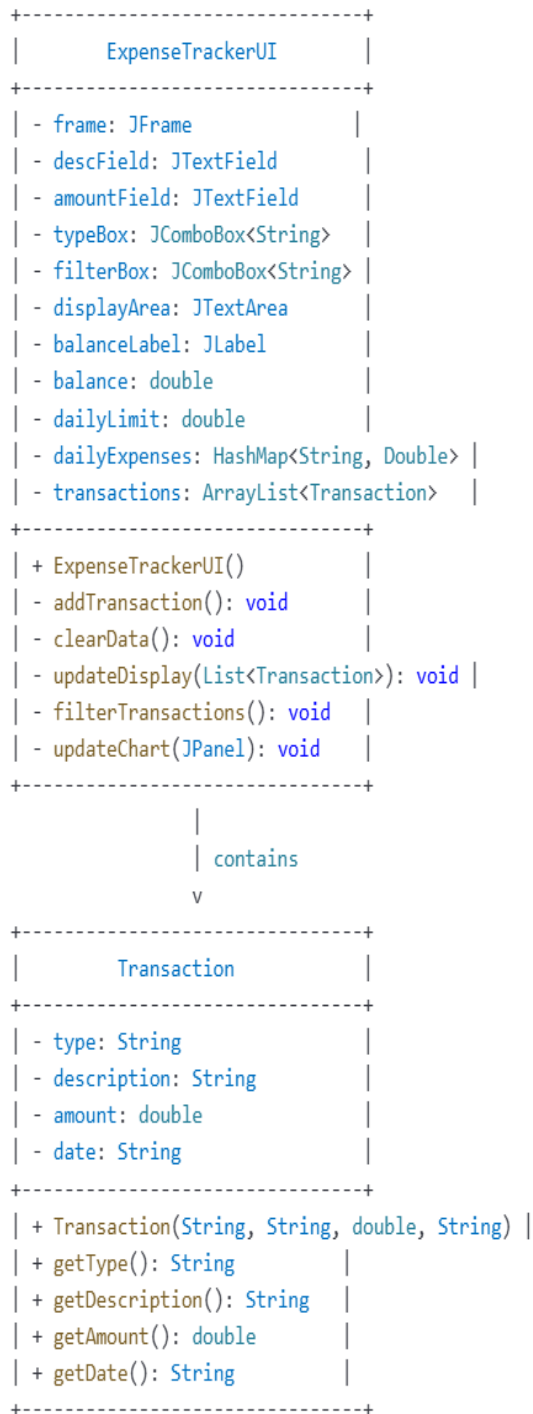 +--------------------------------+
|        ExpenseTrackerUI        |
+--------------------------------+
| - frame: JFrame               |
| - descField: JTextField        |
| - amountField: JTextField      |
| - typeBox: JComboBox<String>   |
| - filterBox: JComboBox<String> |
| - displayArea: JTextArea       |
| - balanceLabel: JLabel         |
| - balance: double              |
| - dailyLimit: double           |
| - dailyExpenses: HashMap<String, Double> |
| - transactions: ArrayList<Transaction>   |
+--------------------------------+
| + ExpenseTrackerUI()           |
| - addTransaction(): void       |
| - clearData(): void            |
| - updateDisplay(List<Transaction>): void |
| - filterTransactions(): void   |
| - updateChart(JPanel): void    |
+--------------------------------+
                 |
                 | contains
                 v
+--------------------------------+
|         Transaction            |
+--------------------------------+
| - type: String                 |
| - description: String          |
| - amount: double               |
| - date: String                 |
+--------------------------------+
| + Transaction(String, String, double, String) |
| + getType(): String          |
| + getDescription(): String   |
| + getAmount(): double        |
| + getDate(): String          |
+--------------------------------+